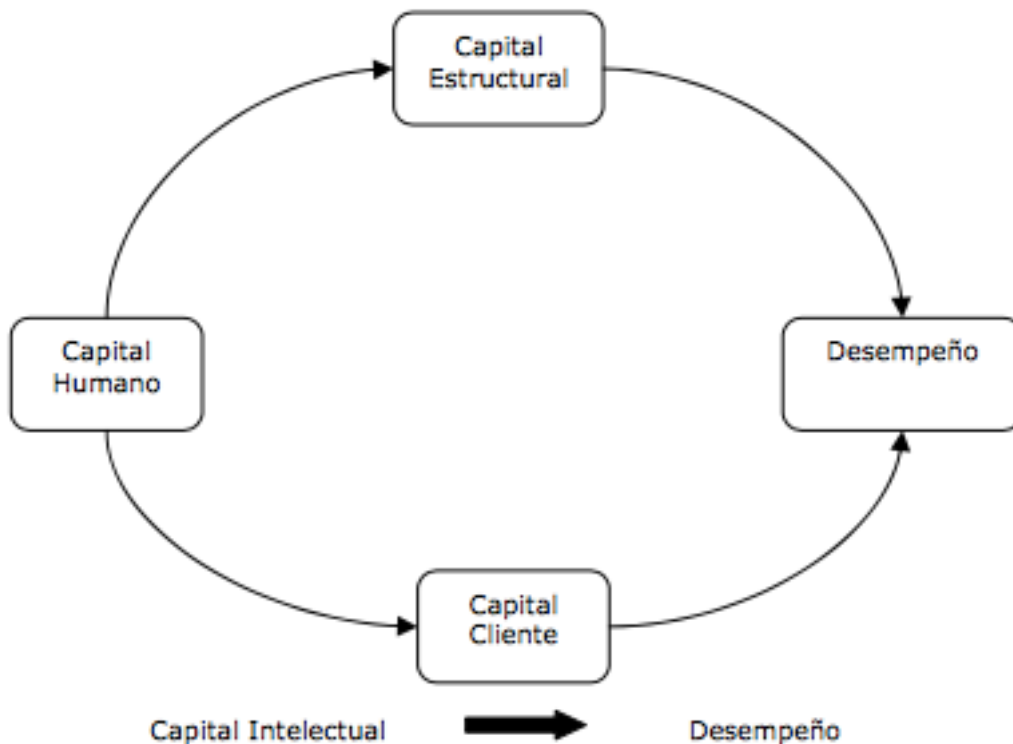 Capital
Estructural
Capital
Humano
Desempeño
Capital
Cliente
Capital Intelectual
Desempeño